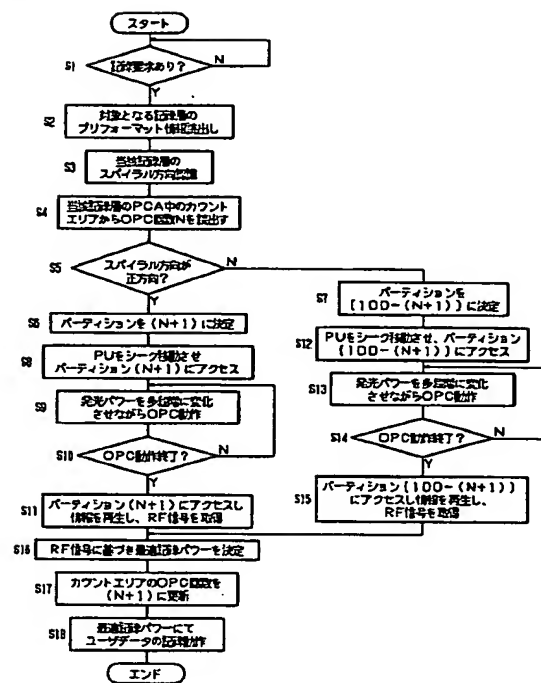 スタート
S1
記録要求あり?
N
Y
S2
対象となる記録層の
プリフォーマット情報読出し
S3
当該記録層の
スパイラル方向認識
S4
当該記録層のPCA中のカウント
エリアからOPC回数Nを読出す
S5
スパイラル方向が
正方向?
N
Y
S6
パーティションを(N+1)に決定
S7
パーティションを
[100-(N+1)]に決定
S8
PUをシーク移動させ
パーティション(N+1)にアクセス
S12
PUをシーク移動させ、パーティション
[100-(N+1)]にアクセス
S9
発光パワーを多段階に変化
させながらOPC動作
S13
発光パワーを多段階に変化
させながらOPC動作
S10
OPC動作終了?
N
Y
S14
OPC動作終了?
N
Y
S11
パーティション(N+1)にアクセスし
情報を再生し、RF信号を取得
S15
パーティション[100-(N+1)]
にアクセスし情報を再生し、
RF信号を取得
S16
RF信号に基づき最適記録パワーを決定
S17
カウントエリアのOPC回数を
(N+1)に更新
S18
最適記録パワーにて
ユーザデータの記録動作
エンド